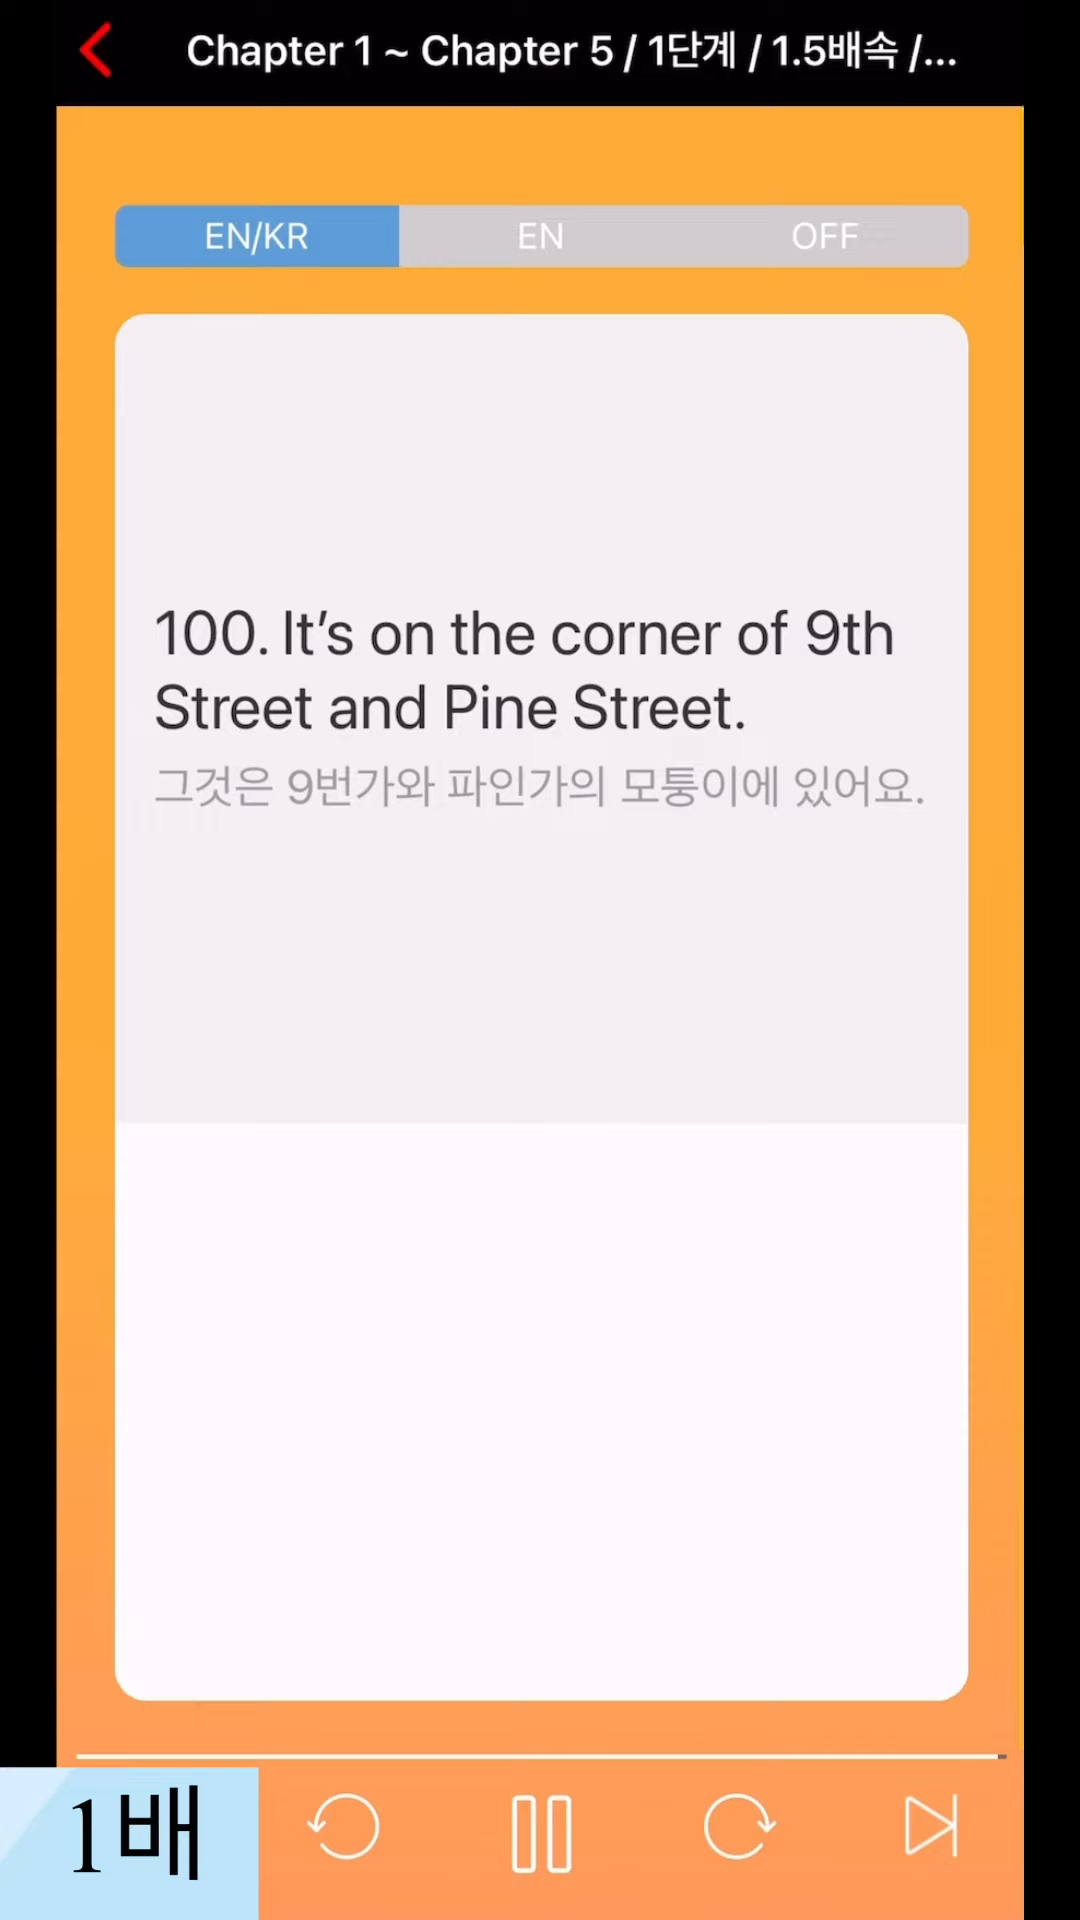 Chapter 1 ~ Chapter 5 / 1단계 / 1.5배속 /...
EN/KR EN OFF
100. It's on the corner of 9th
Street and Pine Street.
그것은 9번가와 파인가의 모퉁이에 있어요.
1배